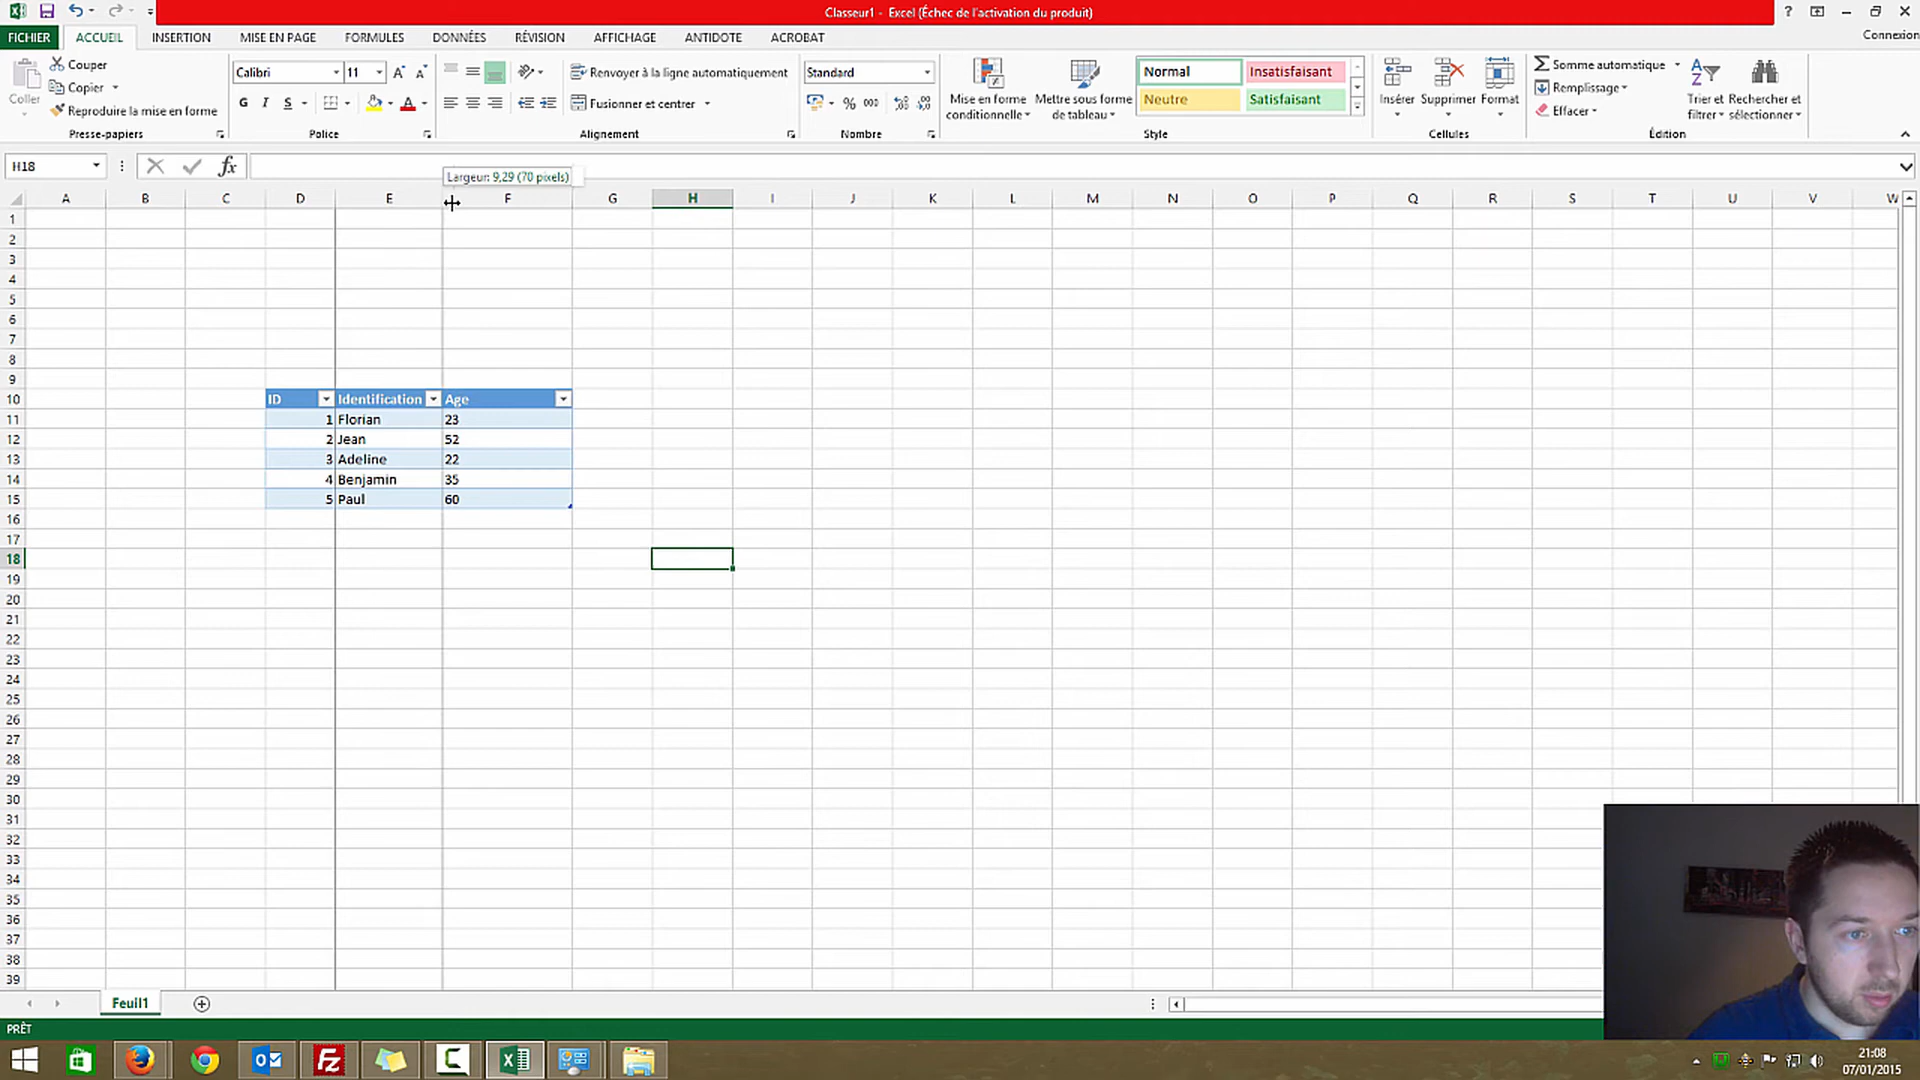 Classeur1 - Excel (Échec de l'activation du produit)
Connexion
FICHIER ACCUEIL INSERTION MISE EN PAGE FORMULES DONNÉES RÉVISION AFFICHAGE ANTIDOTE ACROBAT
Coller
Couper
Copier
Reproduire la mise en forme
Presse-papiers
Calibri 11
G I S
Police
Renvoyer à la ligne automatiquement
Fusionner et centrer
Alignement
Standard
% 000
Nombre
Mise en forme conditionnelle
Mettre sous forme de tableau
Normal Insatisfaisant
Neutre Satisfaisant
Style
Insérer Supprimer Format
Cellules
Somme automatique
Remplissage
Effacer
Trier et filtrer
Rechercher et sélectionner
Édition
H18
fx
Largeur: 9,29 (70 pixels)
A B C D E F G H I J K L M N O P Q R S T U V W
1
2
3
4
5
6
7
8
9
10 ID Identification Age
11 1 Florian 23
12 2 Jean 52
13 3 Adeline 22
14 4 Benjamin 35
15 5 Paul 60
16
17
18
19
20
21
22
23
24
25
26
27
28
29
30
31
32
33
34
35
36
37
38
39
Feuil1
PRÊT
21:08
07/01/2015